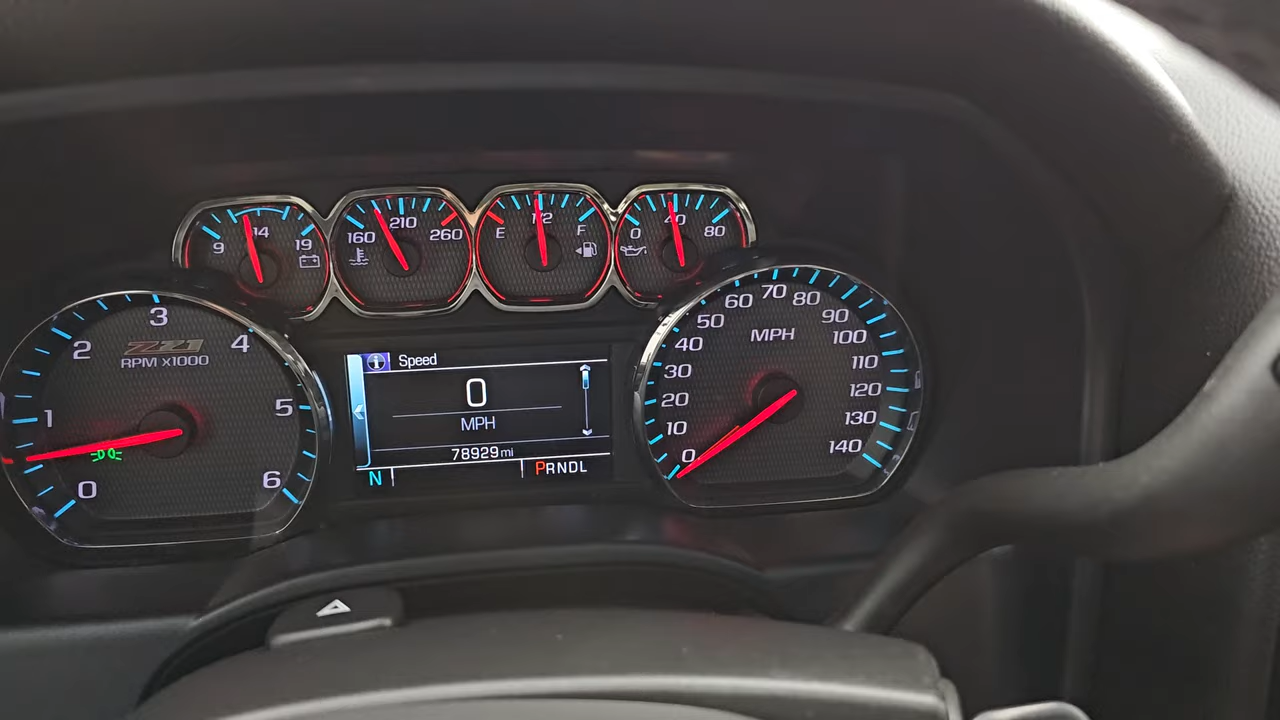 9 14 19
160 210 260
E 1/2 F
0 40 80
0 1 2 3 4 5 6
Z71
RPM x1000
i Speed
0
MPH
78929 mi
N PRNDL
0 10 20 30 40 50 60 70 80 90 100 110 120 130 140
MPH